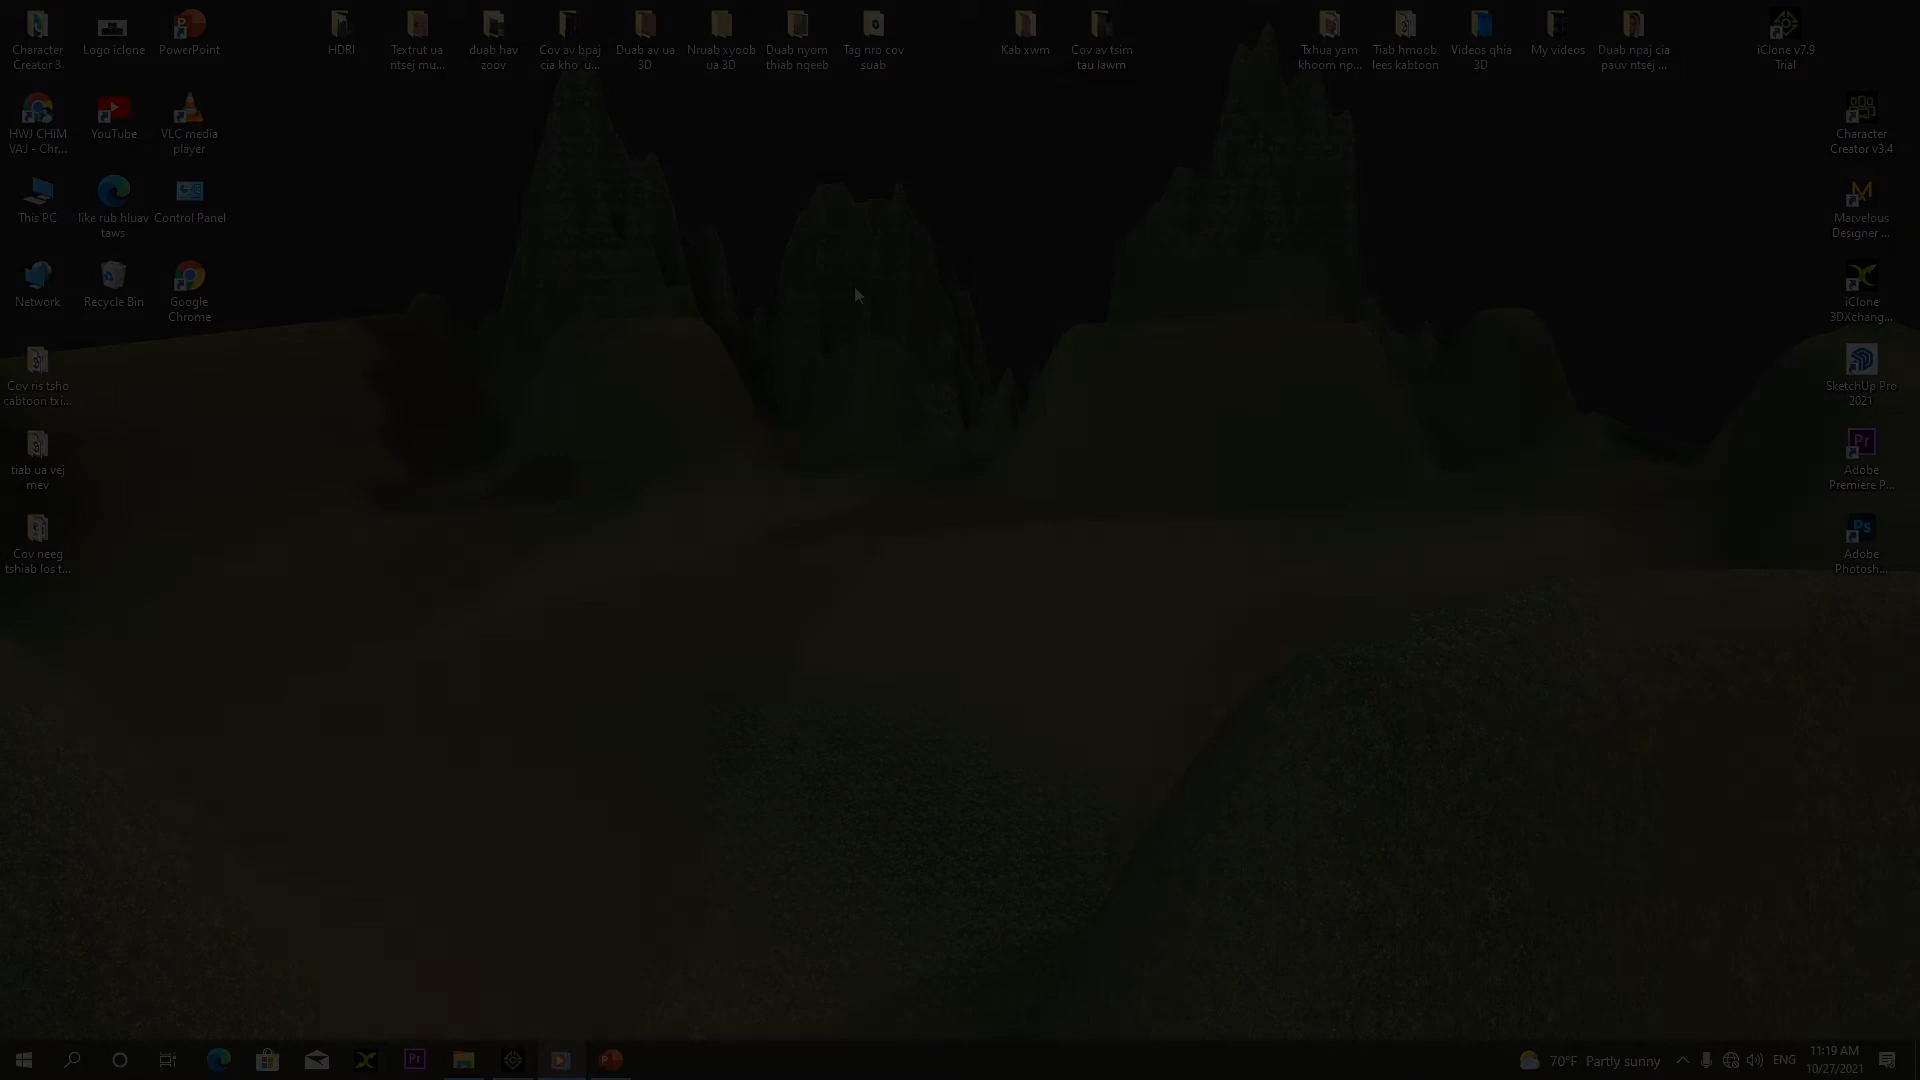 Character
Creator 3
Logo iclone
PowerPoint
HDRI
Textrut ua
ntsej mu...
duab hav
zoov
Cov av bpaj
cia kho u...
Duab av ua
3D
Nruab xyoob
ua 3D
Duab nyom
thiab nqeeb
Tag nro cov
suab
Kab xwm
Cov av tsim
tau lawm
Txhua yam
khoom np...
Tiab hmoob
lees kabtoon
Videos qhia
3D
My videos
Duab npaj cia
pauv ntsej ...
iClone v7.9
Trial
HWJ CHIM
VAJ - Chr...
YouTube
VLC media
player
Character
Creator v3.4
This PC
like rub hluav
taws
Control Panel
Marvelous
Designer ...
Network
Recycle Bin
Google
Chrome
iClone
3DXchang...
Cov ris tsho
cabtoon txi...
SketchUp Pro
2021
tiab ua vej
mev
Adobe
Premiere P...
Cov neeg
tshiab los t...
Adobe
Photosh...
70°F Partly sunny
ENG
11:19 AM
10/27/2021